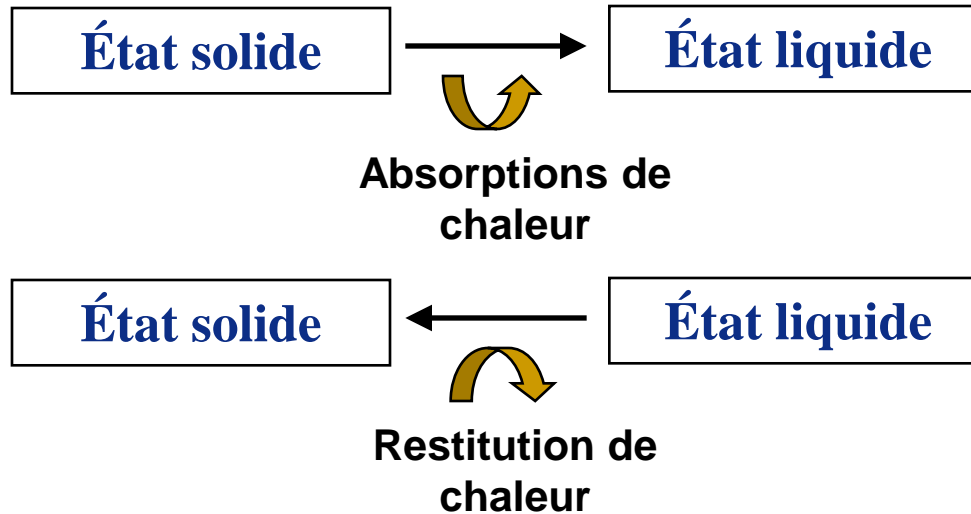 État solide
État liquide
Absorptions de
chaleur
État solide
État liquide
Restitution de
chaleur